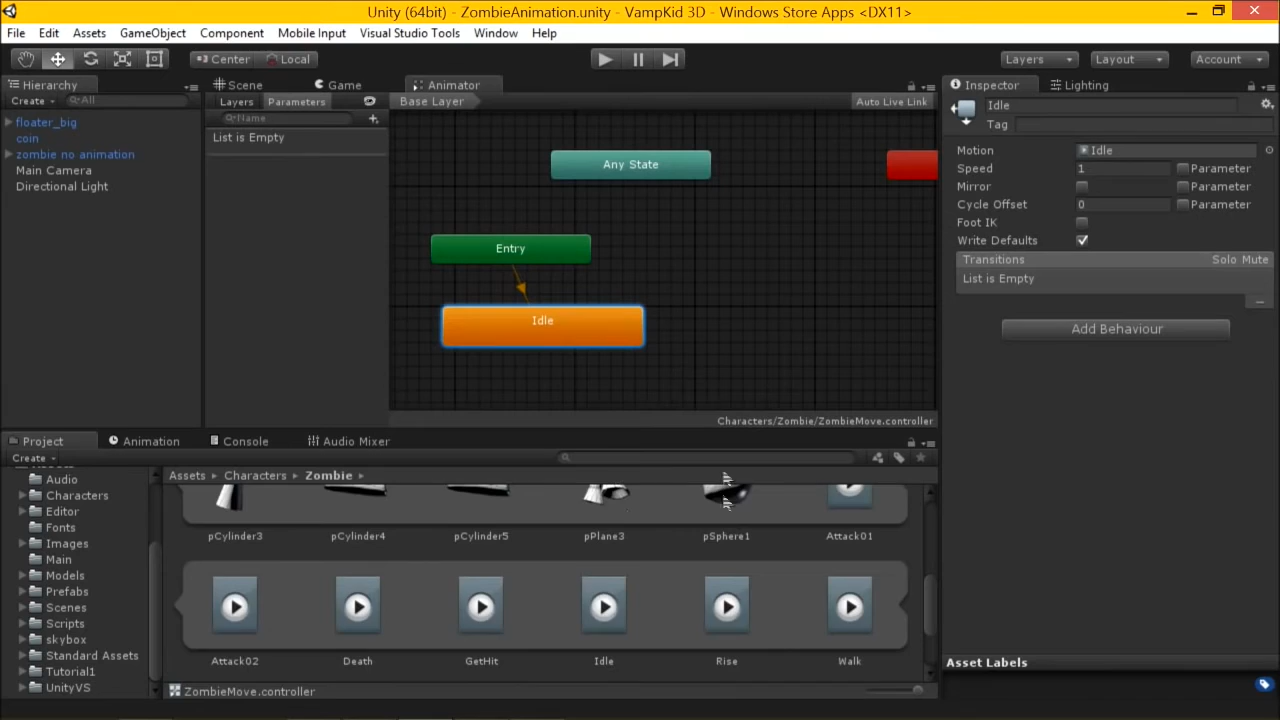 Unity (64bit) - ZombieAnimation.unity - VampKid 3D - Windows Store Apps <DX11>
File Edit Assets GameObject Component Mobile Input Visual Studio Tools Window Help
Center Local Layers Layout Account
Hierarchy
Create All
floater_big
coin
zombie no animation
Main Camera
Directional Light
Scene Game Animator
Layers Parameters Base Layer Auto Live Link
Name
List is Empty
Any State
Entry
Idle
Characters/Zombie/ZombieMove.controller
Inspector Lighting
Idle
Tag
Motion Idle
Speed 1 Parameter
Mirror Parameter
Cycle Offset 0 Parameter
Foot IK
Write Defaults
Transitions Solo Mute
List is Empty
Add Behaviour
Asset Labels
Project Animation Console Audio Mixer
Create
Assets Characters Zombie
Audio
Characters
Editor
Fonts
Images
Main
Models
Prefabs
Scenes
Scripts
skybox
Standard Assets
Tutorial1
UnityVS
pCylinder3 pCylinder4 pCylinder5 pPlane3 pSphere1 Attack01
Attack02 Death GetHit Idle Rise Walk
ZombieMove.controller